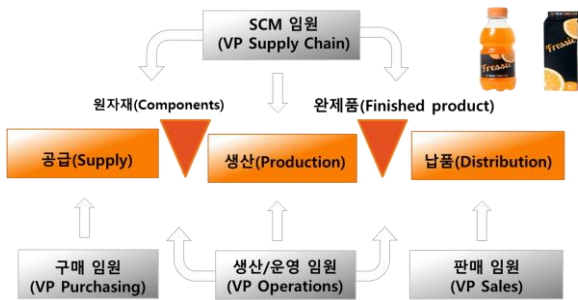 SCM 임원
(VP Supply Chain)
Fressie
Fressie
원자재(Components)
완제품(Finished product)
공급(Supply)
생산(Production)
납품(Distribution)
구매 임원
(VP Purchasing)
생산/운영 임원
(VP Operations)
판매 임원
(VP Sales)